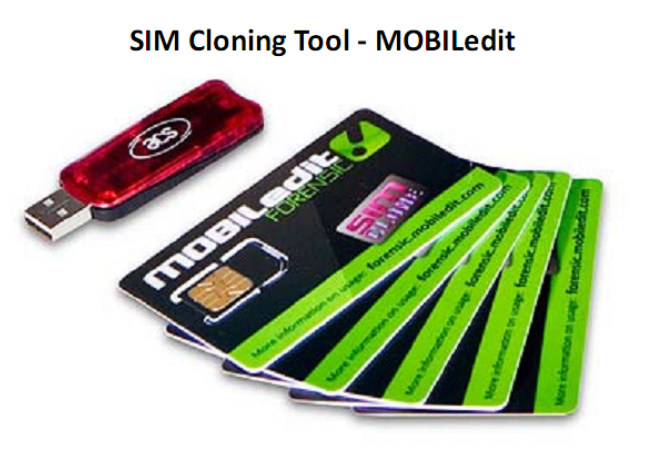 SIM Cloning Tool - MOBILedit
acs
MOBILedit
FORENSIC
SIM
CLONE
More information on usage: forensic.mobiledit.com
More information on usage: forensic.mobiledit.com
More information on usage: forensic.mobiledit.com
More information on usage: forensic.mobiledit.com
More information on usage: forensic.mobiledit.com